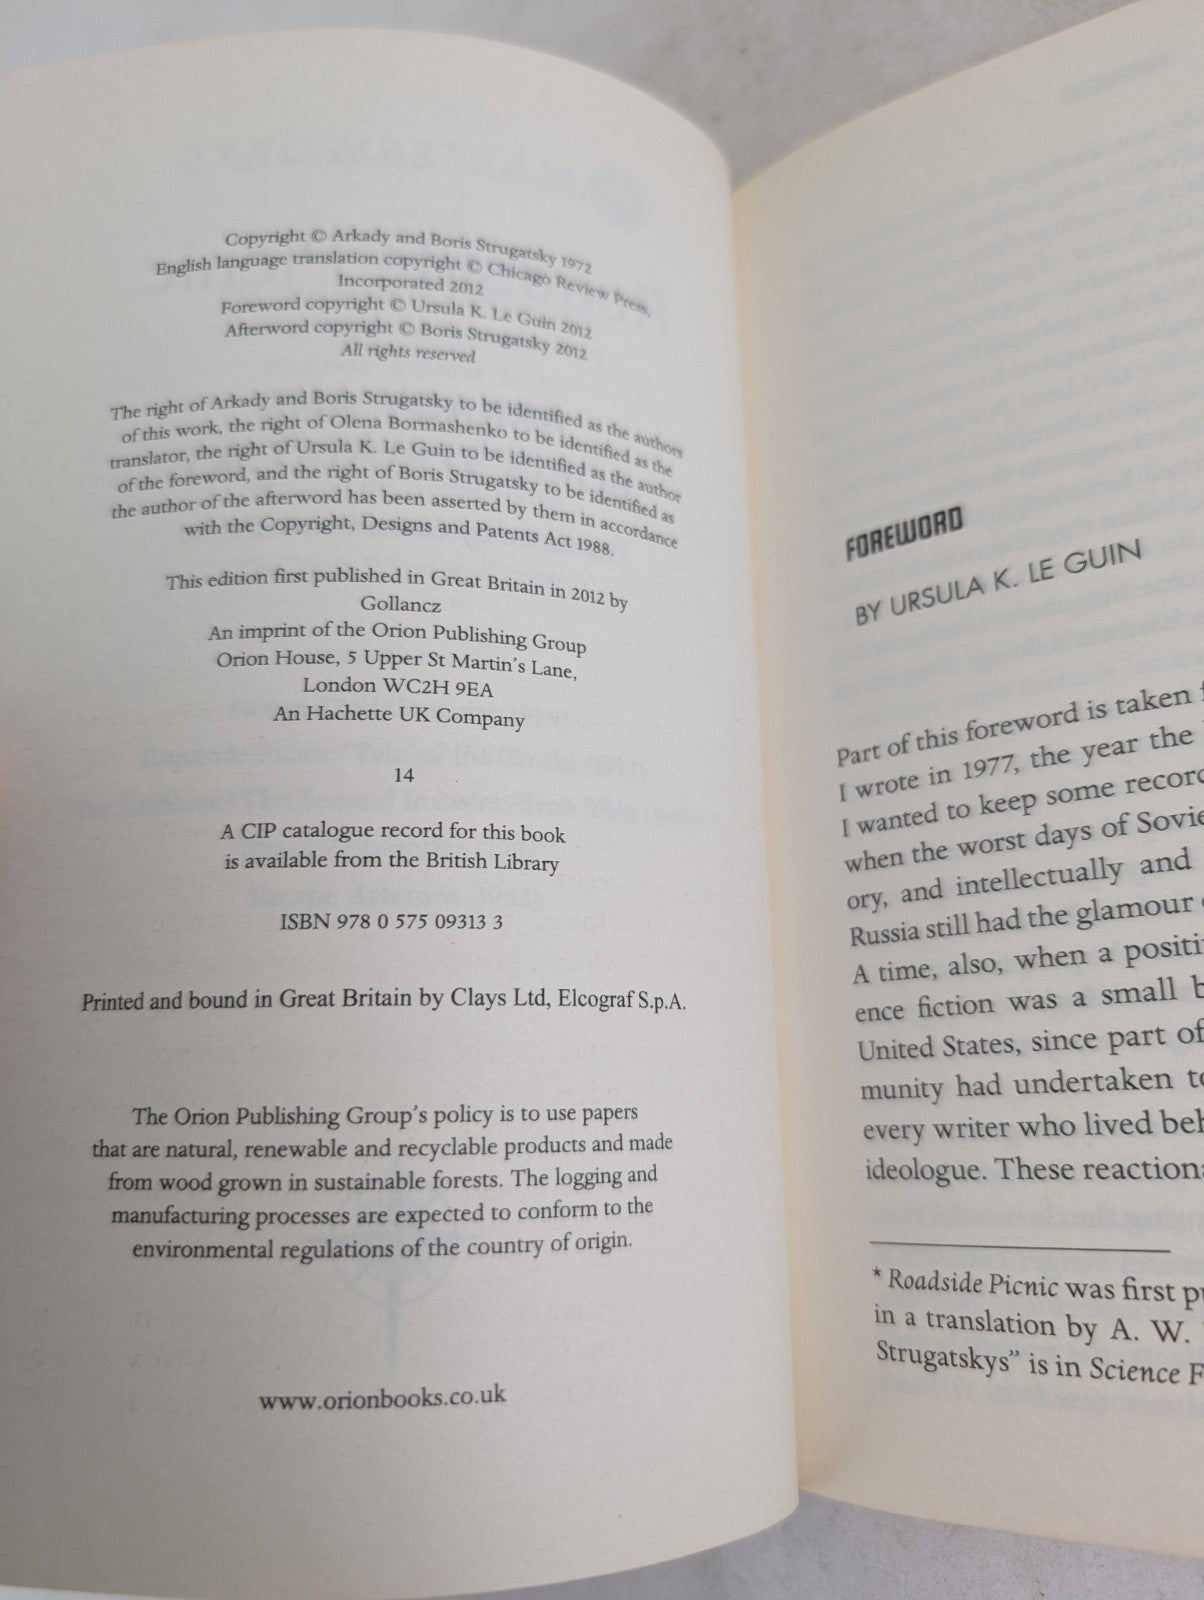 Copyright © Arkady and Boris Strugatsky 1972
English language translation copyright © Chicago Review Press,
Incorporated 2012
Foreword copyright © Ursula K. Le Guin 2012
Afterword copyright © Boris Strugatsky 2012
All rights reserved
The right of Arkady and Boris Strugatsky to be identified as the authors
of this work, the right of Olena Bormashenko to be identified as the
translator, the right of Ursula K. Le Guin to be identified as the author
of the foreword, and the right of Boris Strugatsky to be identified as
the author of the afterword has been asserted by them in accordance
with the Copyright, Designs and Patents Act 1988.
This edition first published in Great Britain in 2012 by
Gollancz
An imprint of the Orion Publishing Group
Orion House, 5 Upper St Martin's Lane,
London WC2H 9EA
An Hachette UK Company
14
A CIP catalogue record for this book
is available from the British Library
ISBN 978 0 575 09313 3
Printed and bound in Great Britain by Clays Ltd, Elcograf S.p.A.
The Orion Publishing Group's policy is to use papers
that are natural, renewable and recyclable products and made
from wood grown in sustainable forests. The logging and
manufacturing processes are expected to conform to the
environmental regulations of the country of origin.
www.orionbooks.co.uk
FOREWORD
BY URSULA K. LE GUIN
Part of this foreword is taken
I wrote in 1977, the year the
I wanted to keep some record
when the worst days of Sovie
ory, and intellectually and
Russia still had the glamour
A time, also, when a positi
ence fiction was a small b
United States, since part of
munity had undertaken to
every writer who lived beh
ideologue. These reactiona
* Roadside Picnic was first pu
in a translation by A. W.
Strugatskys” is in Science F